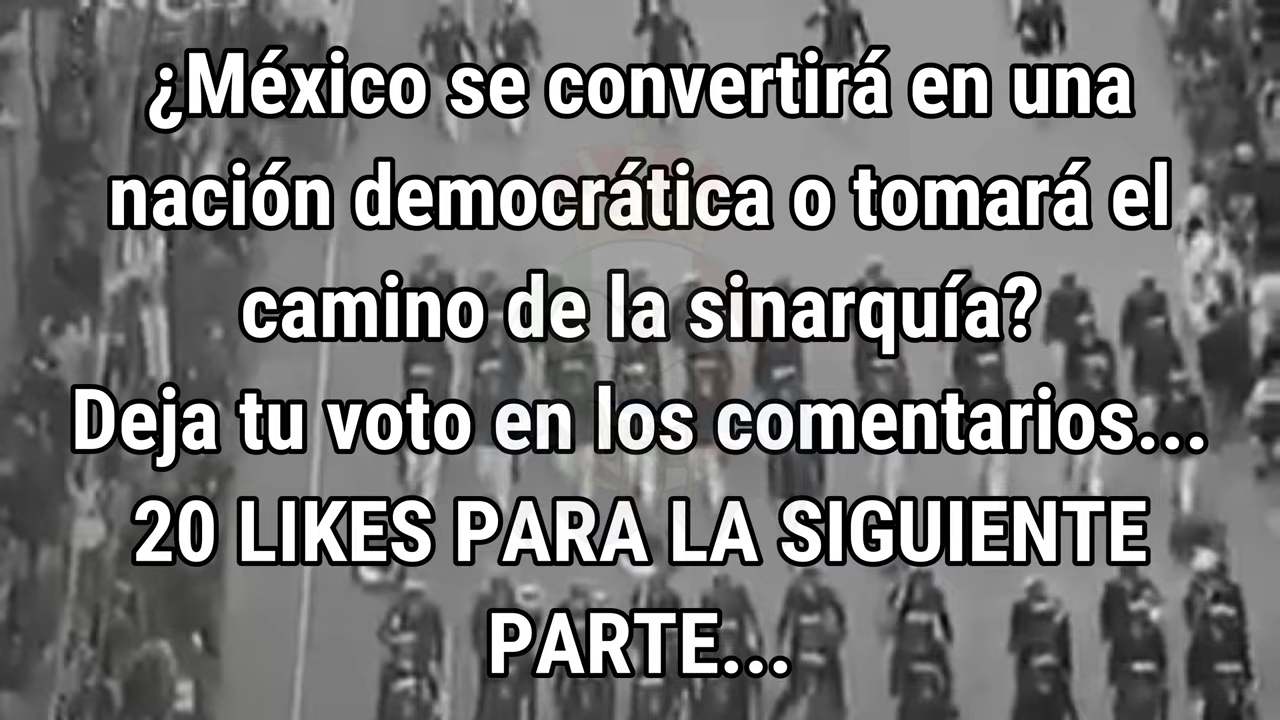 ¿México se convertirá en una
nación democrática o tomará el
camino de la sinarquía?
Deja tu voto en los comentarios...
20 LIKES PARA LA SIGUIENTE
PARTE...